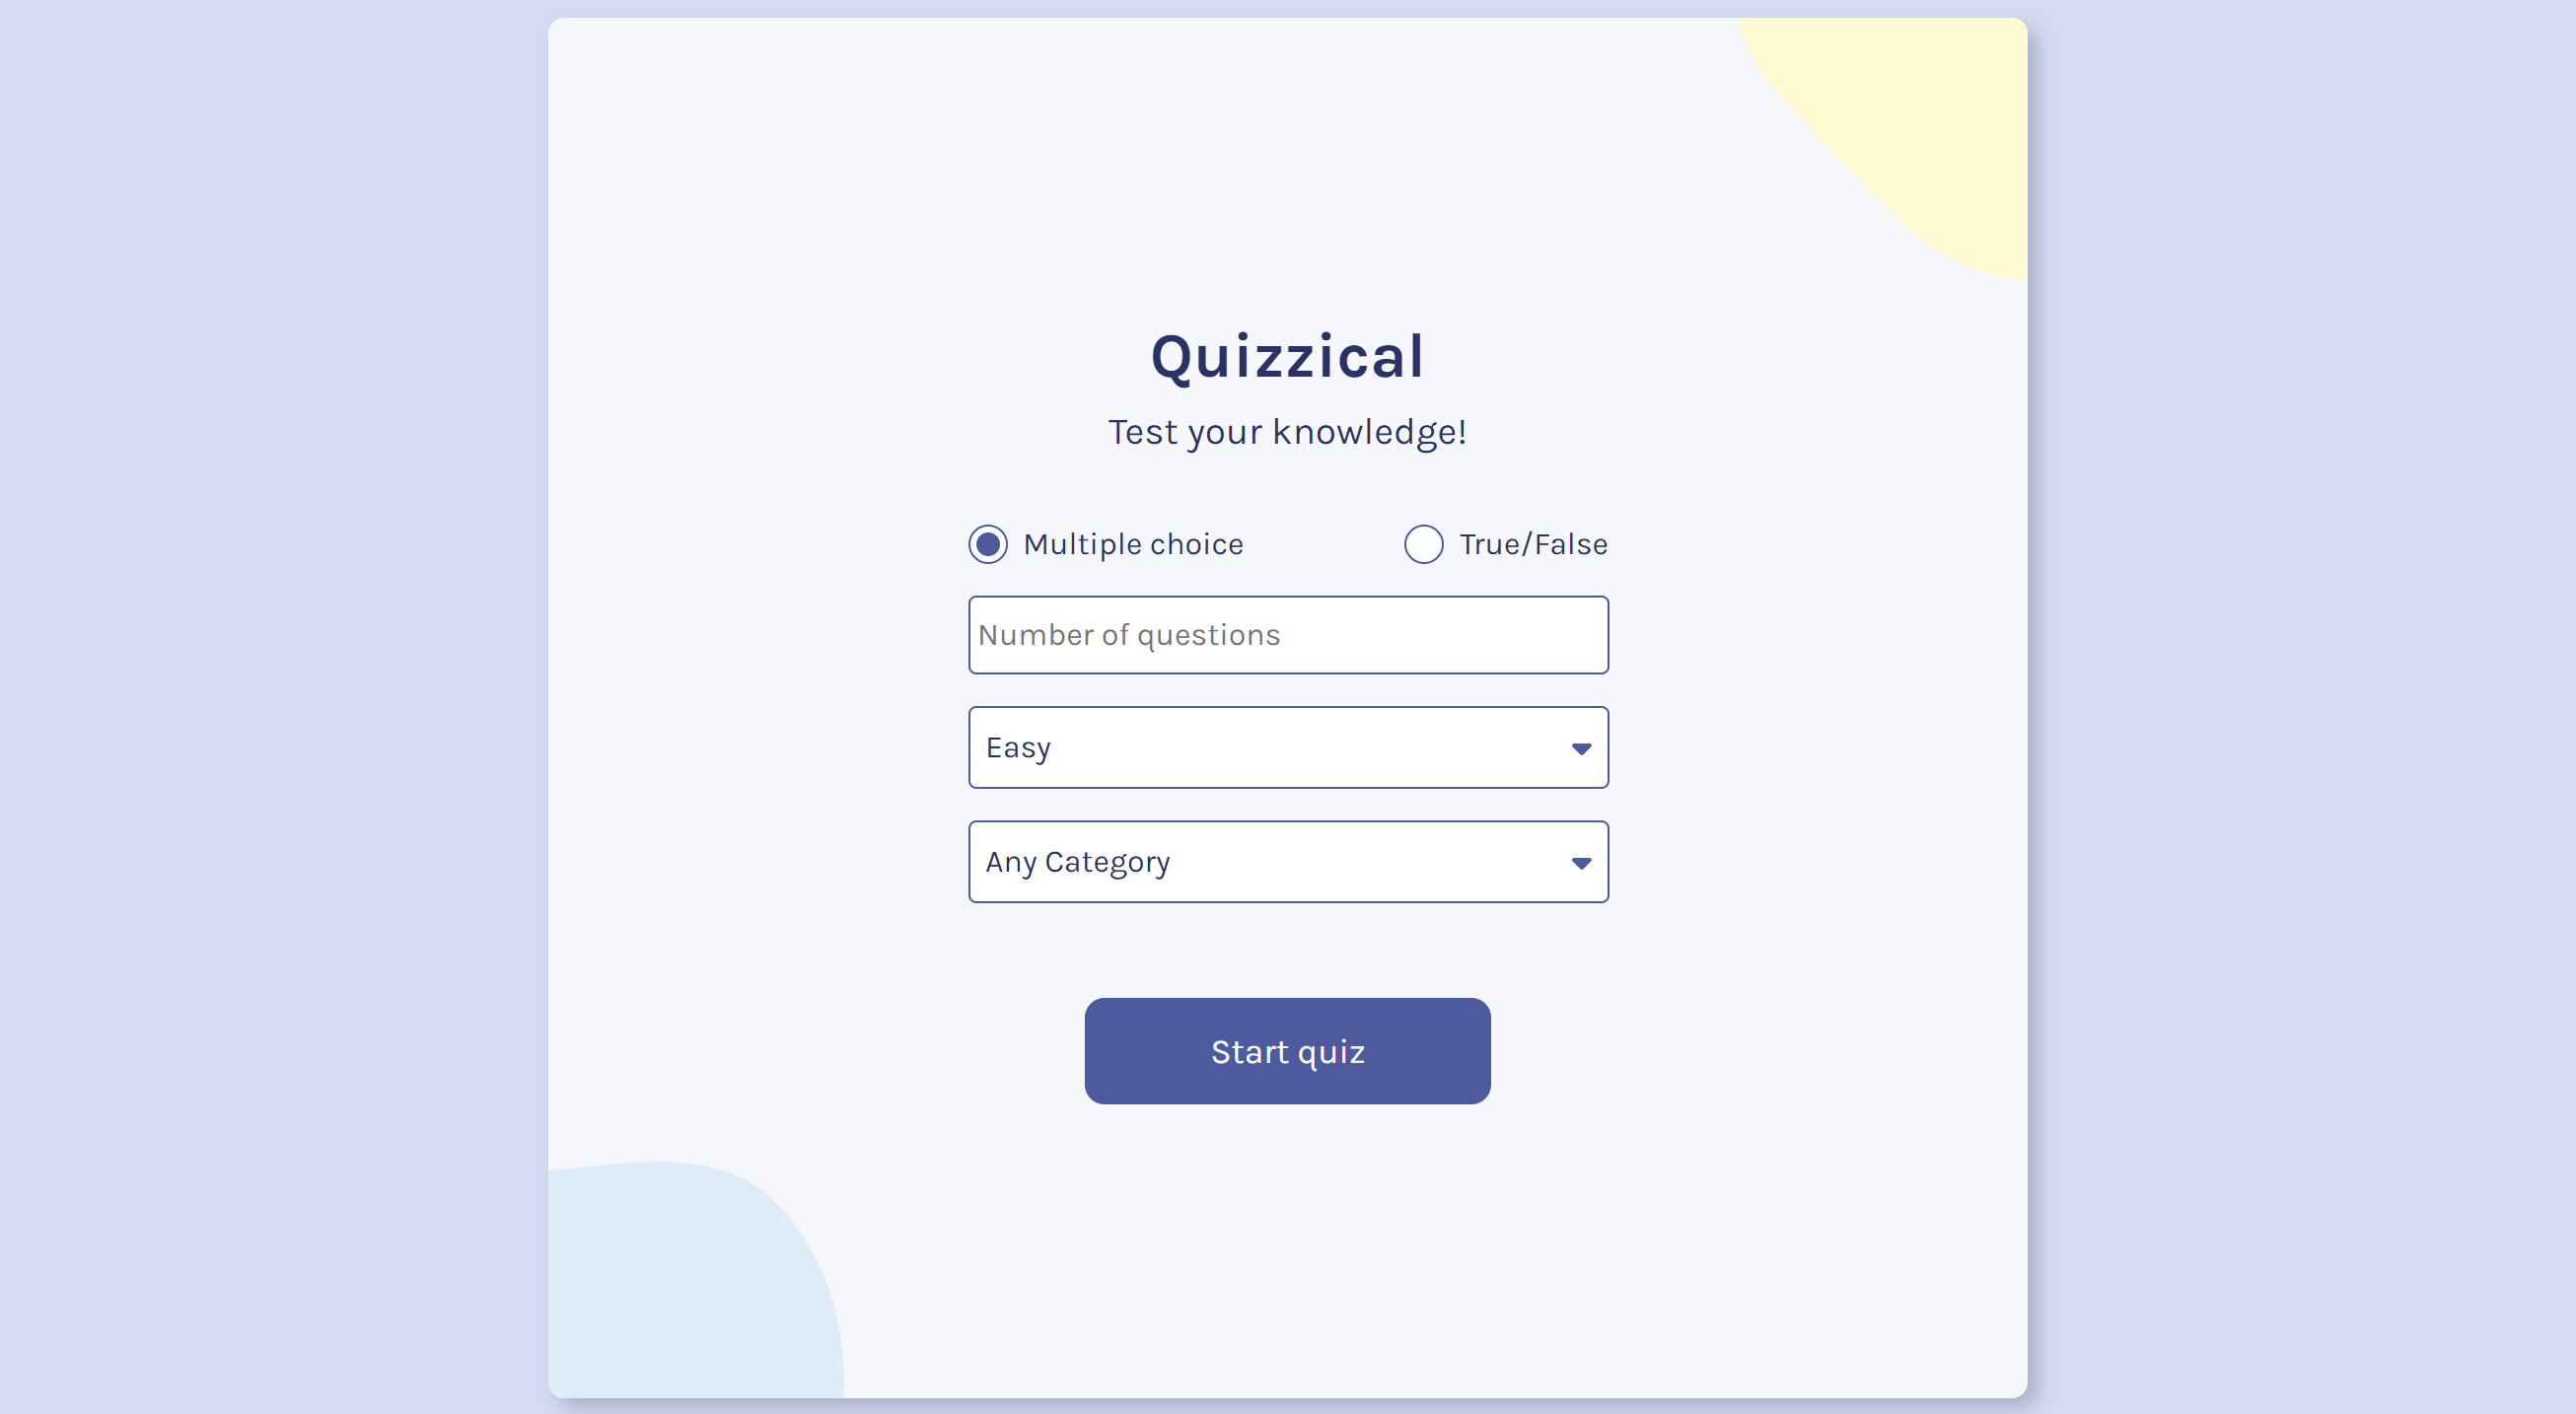 Quizzical
Test your knowledge!
Multiple choice
True/False
Number of questions
Easy
Any Category
Start quiz